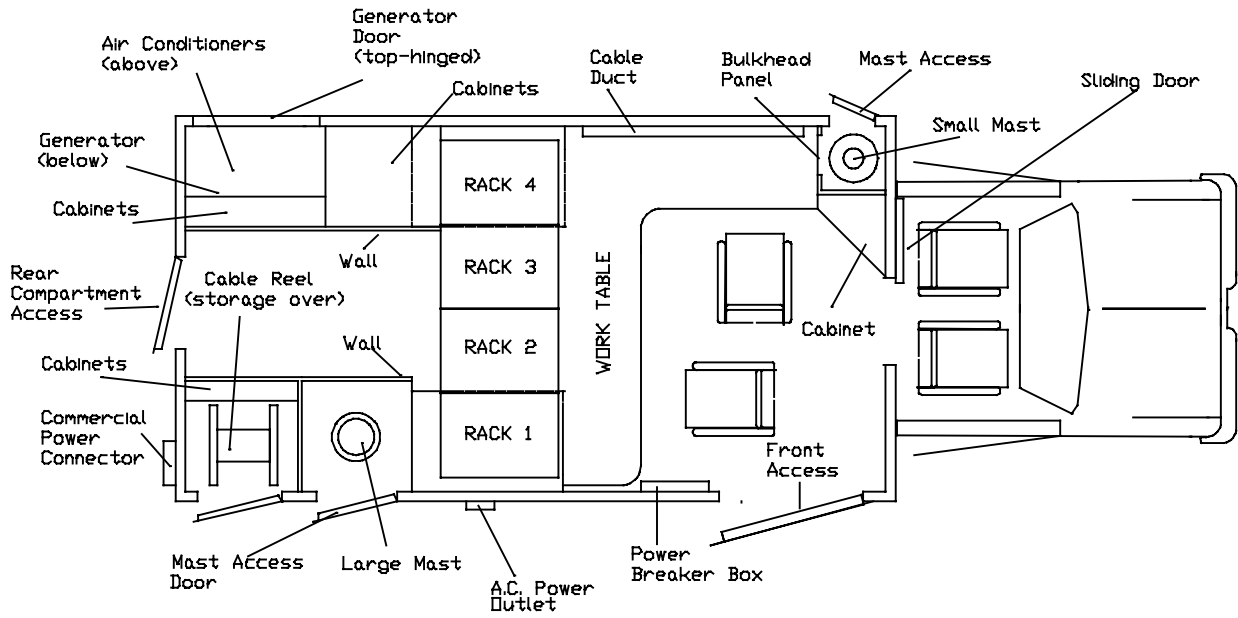 Generator
Door
(top-hinged)
Air Conditioners
(above)
Cable
Duct
Bulkhead
Panel
Mast Access
Sliding Door
Cabinets
Small Mast
Generator
(below)
Cabinets
RACK 4
Wall
RACK 3
Rear
Compartment
Access
Cable Reel
(storage over)
WORK TABLE
Cabinet
Wall
RACK 2
Cabinets
Commercial
Power
Connector
RACK 1
Front
Access
Mast Access
Door
Large Mast
A.C. Power
Outlet
Power
Breaker Box